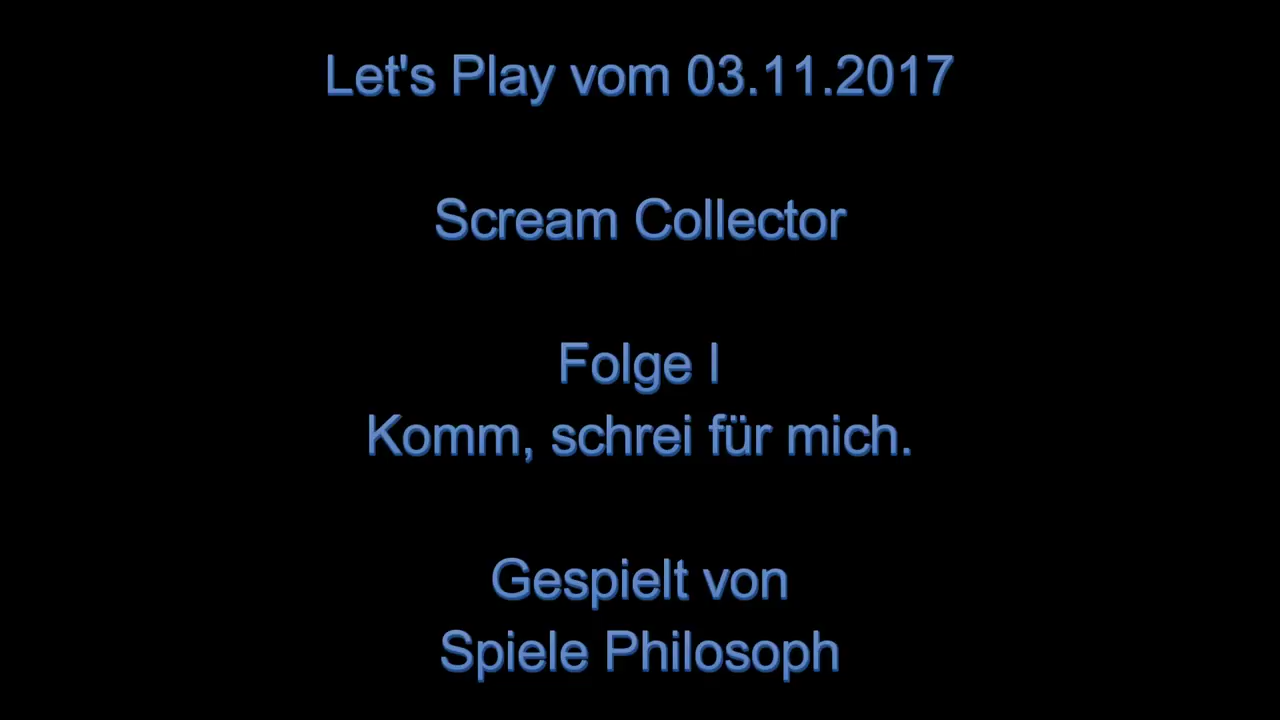 Let's Play vom 03.11.2017
Scream Collector
Folge I
Komm, schrei für mich.
Gespielt von
Spiele Philosoph